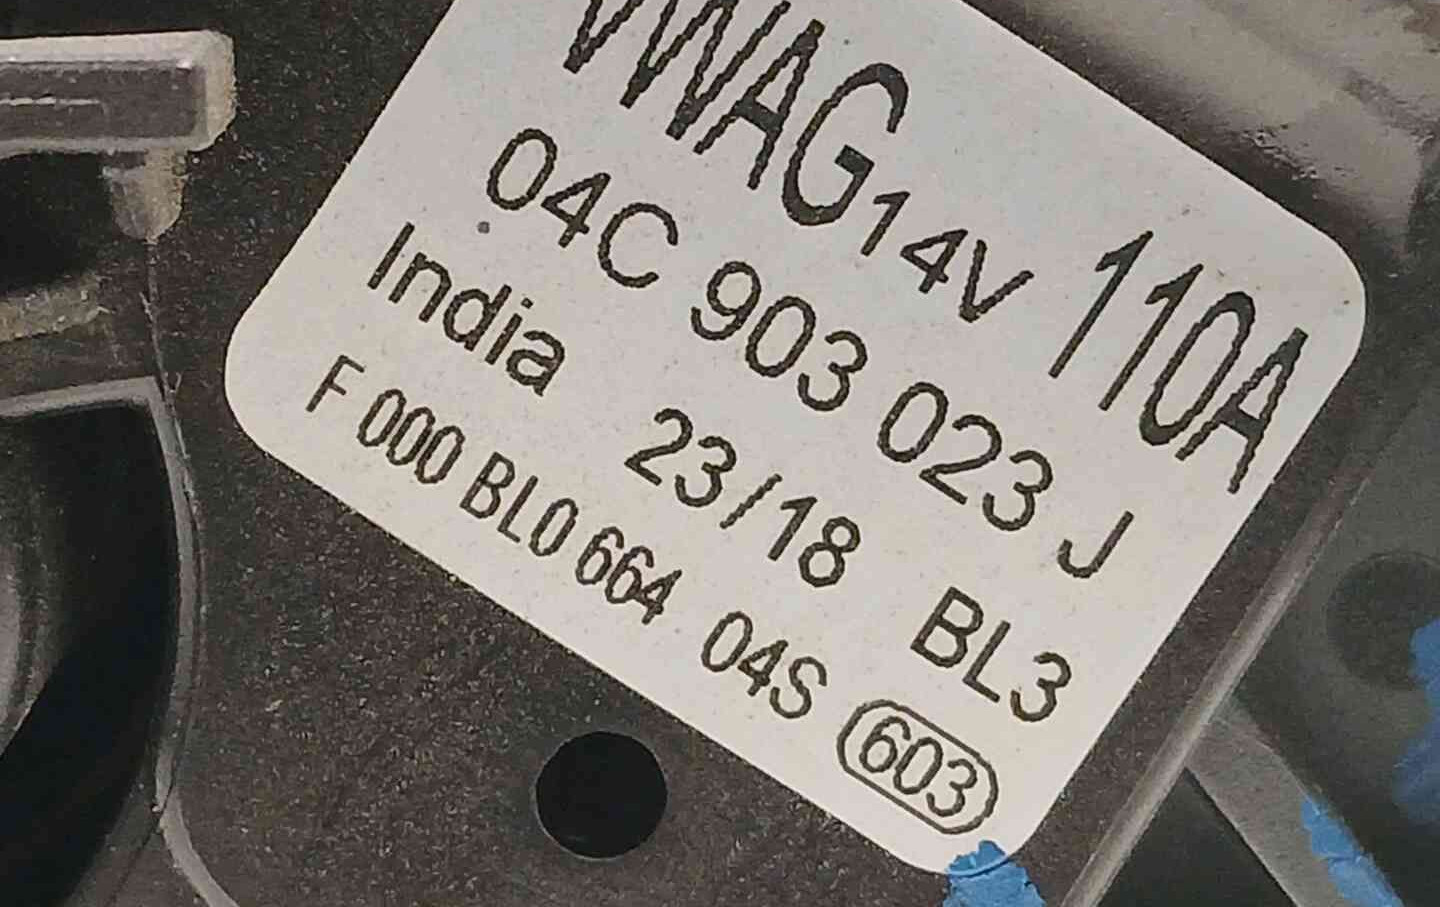 VWAG 14V 110A
04C 903 023 J
India 23/18 BL3
F 000 BL0 664 04S 603